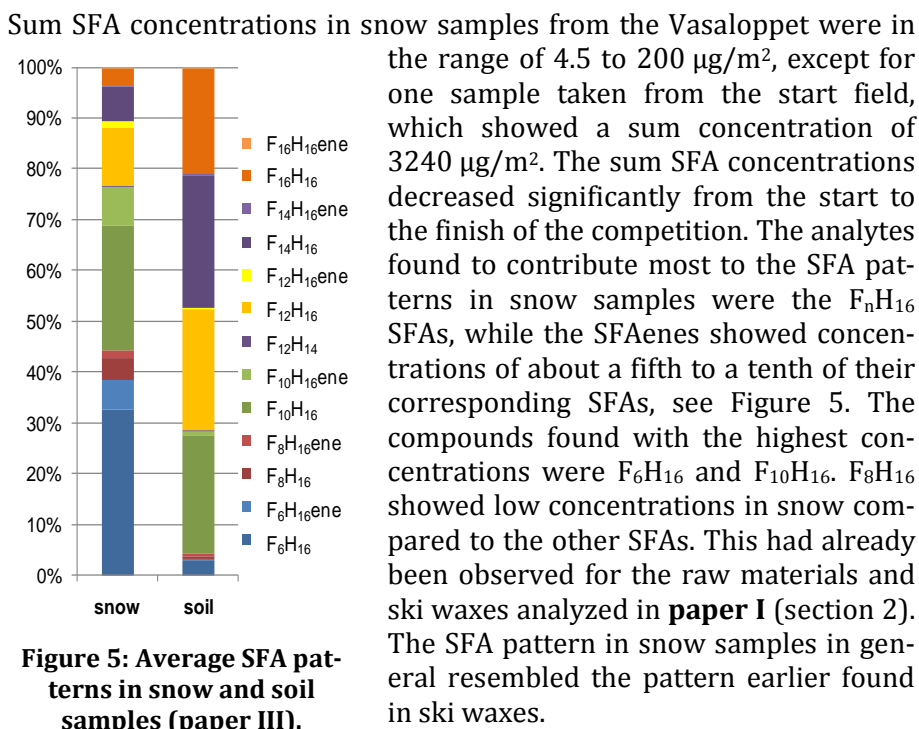 Sum SFA concentrations in snow samples from the Vasaloppet were in
the range of 4.5 to 200 µg/m², except for
one sample taken from the start field,
which showed a sum concentration of
3240 µg/m². The sum SFA concentrations
decreased significantly from the start to
the finish of the competition. The analytes
found to contribute most to the SFA pat-
terns in snow samples were the FₙH₁₆
SFAs, while the SFAenes showed concen-
trations of about a fifth to a tenth of their
corresponding SFAs, see Figure 5. The
compounds found with the highest con-
centrations were F₆H₁₆ and F₁₀H₁₆. F₈H₁₆
showed low concentrations in snow com-
pared to the other SFAs. This had already
been observed for the raw materials and
ski waxes analyzed in paper I (section 2).
The SFA pattern in snow samples in gen-
eral resembled the pattern earlier found
in ski waxes.
100%
90%
80%
70%
60%
50%
40%
30%
20%
10%
0%
snow soil
F₁₆H₁₆ene
F₁₆H₁₆
F₁₄H₁₆ene
F₁₄H₁₆
F₁₂H₁₆ene
F₁₂H₁₆
F₁₂H₁₄
F₁₀H₁₆ene
F₁₀H₁₆
F₈H₁₆ene
F₈H₁₆
F₆H₁₆ene
F₆H₁₆
Figure 5: Average SFA pat-
terns in snow and soil
samples (paper III).